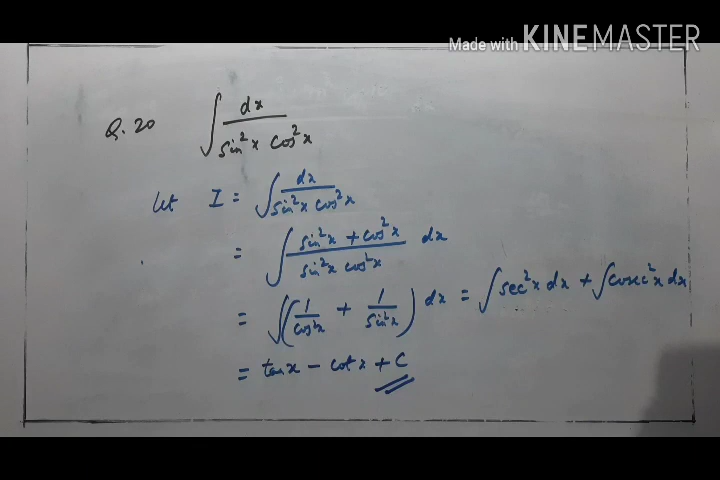 Made with KINEMASTER
Q. 20 ∫ dx / sin²x cos²x
Let I = ∫ dx / sin²x cos²x
= ∫ sin²x + cos²x / sin²x cos²x dx
= ∫ ( 1 / cos²x + 1 / sin²x ) dx = ∫ sec²x dx + ∫ cosec²x dx
= tan x - cot x + C